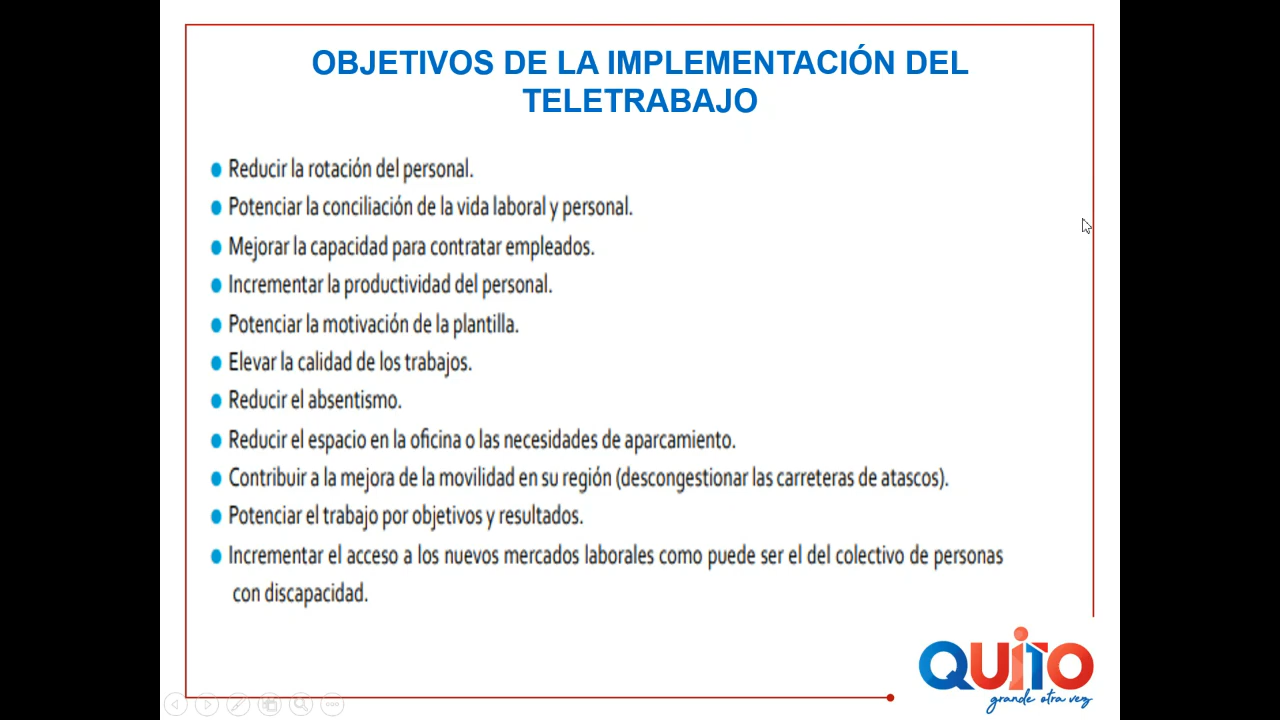 OBJETIVOS DE LA IMPLEMENTACIÓN DEL
TELETRABAJO
Reducir la rotación del personal.
Potenciar la conciliación de la vida laboral y personal.
Mejorar la capacidad para contratar empleados.
Incrementar la productividad del personal.
Potenciar la motivación de la plantilla.
Elevar la calidad de los trabajos.
Reducir el absentismo.
Reducir el espacio en la oficina o las necesidades de aparcamiento.
Contribuir a la mejora de la movilidad en su región (descongestionar las carreteras de atascos).
Potenciar el trabajo por objetivos y resultados.
Incrementar el acceso a los nuevos mercados laborales como puede ser el del colectivo de personas
con discapacidad.
QUiTO
grande otra vez